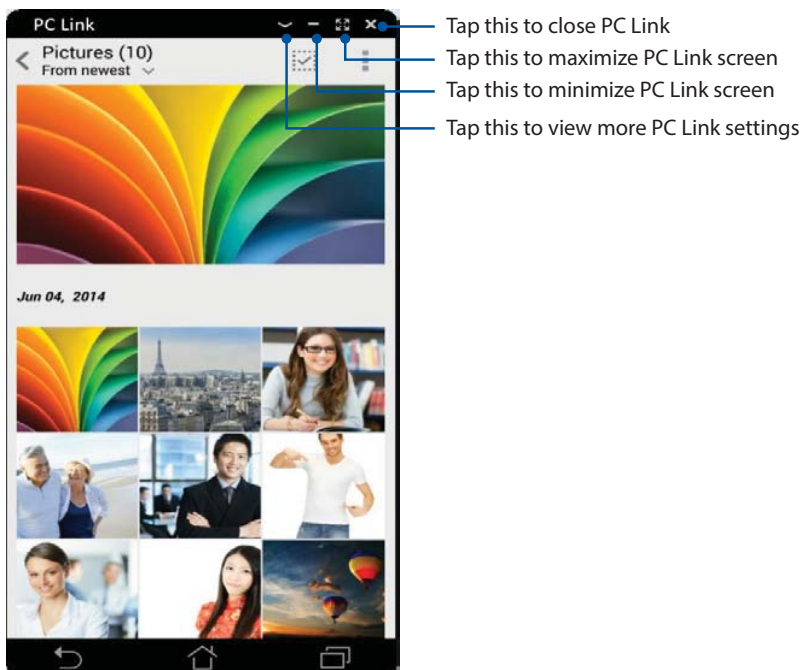 PC Link
Pictures (10)
From newest
Jun 04, 2014
Tap this to close PC Link
Tap this to maximize PC Link screen
Tap this to minimize PC Link screen
Tap this to view more PC Link settings